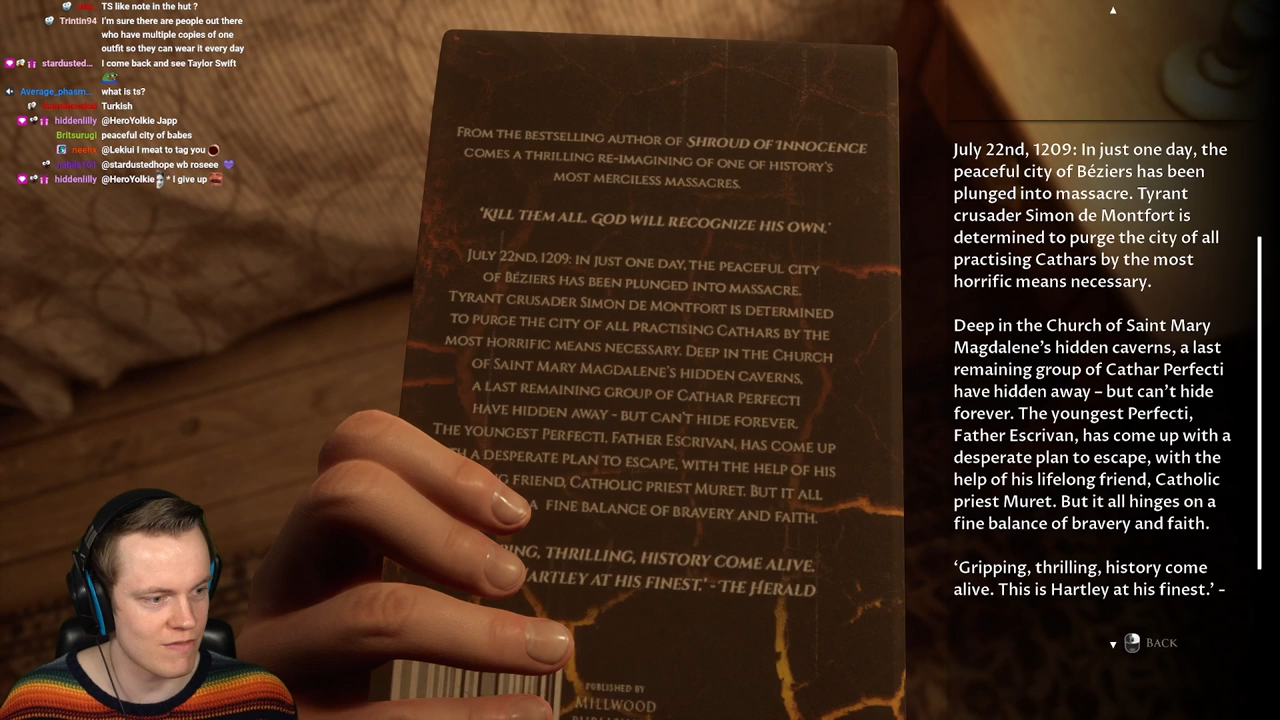 TS like note in the hut ?
Trintin94 I'm sure there are people out there
who have multiple copies of one
outfit so they can wear it every day
stardusted... I come back and see Taylor Swift
Average_phasm... what is ts?
Turkish
hiddenlilly @HeroYolkie Japp
Britsurugi peaceful city of babes
neehx @Lekiui I meat to tag you
@stardustedhope wb roseee
hiddenlilly @HeroYolkie * I give up
FROM THE BESTSELLING AUTHOR OF SHROUD OF INNOCENCE
COMES A THRILLING RE-IMAGINING OF ONE OF HISTORY'S
MOST MERCILESS MASSACRES.
'KILL THEM ALL. GOD WILL RECOGNIZE HIS OWN.'
JULY 22ND, 1209: IN JUST ONE DAY, THE PEACEFUL CITY
OF BÉZIERS HAS BEEN PLUNGED INTO MASSACRE.
TYRANT CRUSADER SIMON DE MONTFORT IS DETERMINED
TO PURGE THE CITY OF ALL PRACTISING CATHARS BY THE
MOST HORRIFIC MEANS NECESSARY. DEEP IN THE CHURCH
OF SAINT MARY MAGDALENE'S HIDDEN CAVERNS,
A LAST REMAINING GROUP OF CATHAR PERFECTI
HAVE HIDDEN AWAY - BUT CAN'T HIDE FOREVER.
THE YOUNGEST PERFECTI, FATHER ESCRIVAN, HAS COME UP
A DESPERATE PLAN TO ESCAPE, WITH THE HELP OF HIS
FRIEND, CATHOLIC PRIEST MURET. BUT IT ALL
A FINE BALANCE OF BRAVERY AND FAITH.
THRILLING, HISTORY COME ALIVE.
HARTLEY AT HIS FINEST.' - THE HERALD
PUBLISHED BY
MILLWOOD
July 22nd, 1209: In just one day, the
peaceful city of Béziers has been
plunged into massacre. Tyrant
crusader Simon de Montfort is
determined to purge the city of all
practising Cathars by the most
horrific means necessary.
Deep in the Church of Saint Mary
Magdalene's hidden caverns, a last
remaining group of Cathar Perfecti
have hidden away – but can't hide
forever. The youngest Perfecti,
Father Escrivan, has come up with a
desperate plan to escape, with the
help of his lifelong friend, Catholic
priest Muret. But it all hinges on a
fine balance of bravery and faith.
'Gripping, thrilling, history come
alive. This is Hartley at his finest.' -
BACK